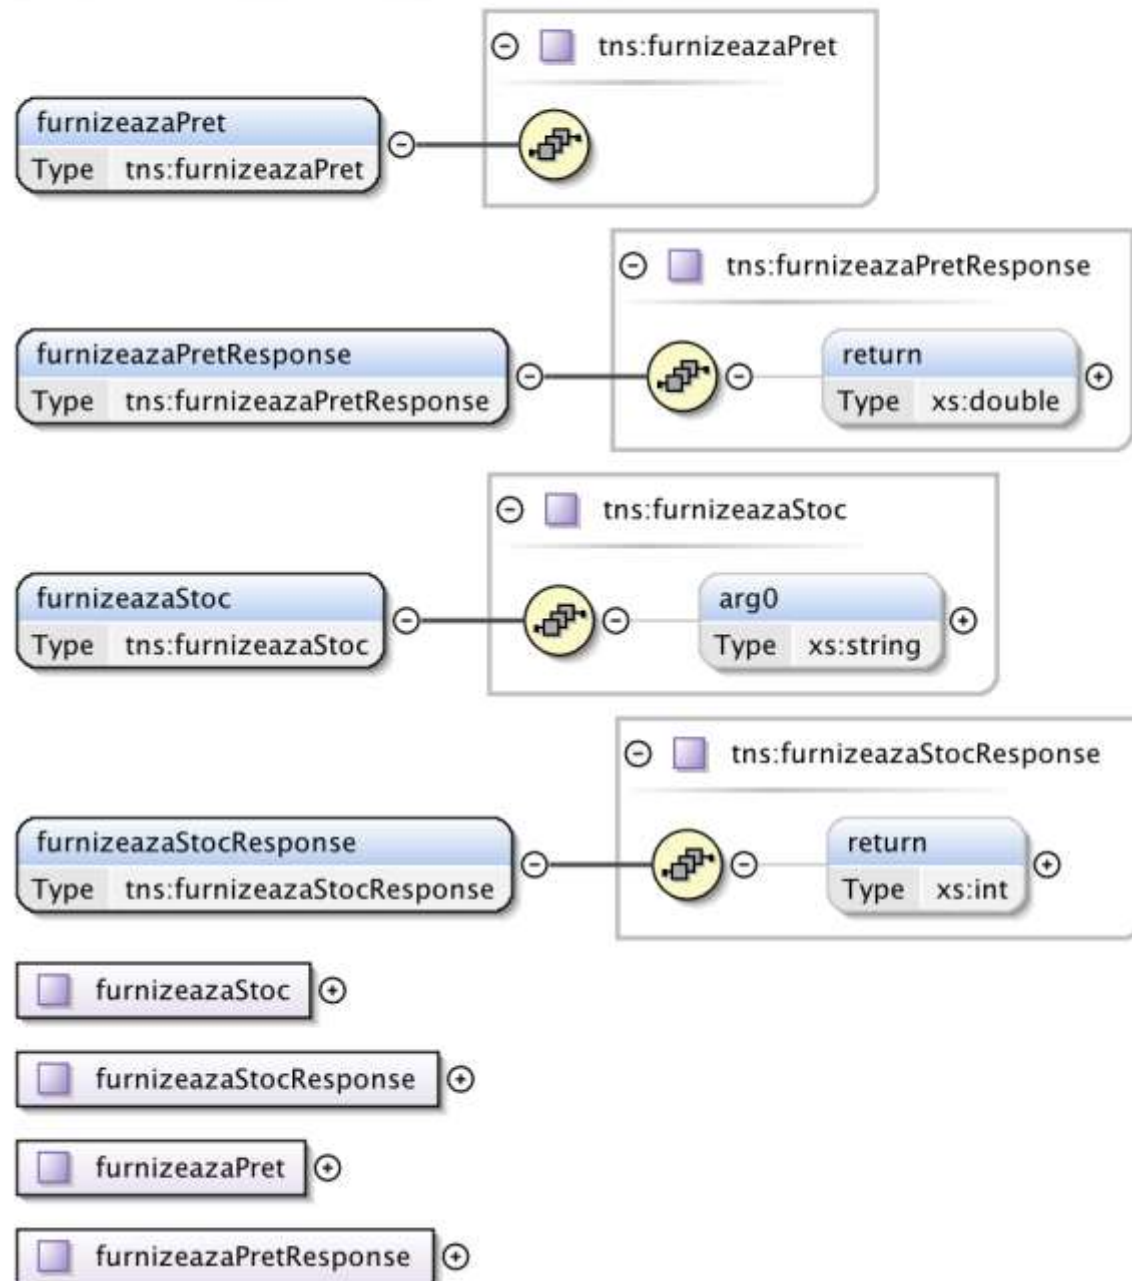 tns:furnizeazaPret
furnizeazaPret
Type tns:furnizeazaPret
tns:furnizeazaPretResponse
furnizeazaPretResponse
Type tns:furnizeazaPretResponse
return
Type xs:double
tns:furnizeazaStoc
furnizeazaStoc
Type tns:furnizeazaStoc
arg0
Type xs:string
tns:furnizeazaStocResponse
furnizeazaStocResponse
Type tns:furnizeazaStocResponse
return
Type xs:int
furnizeazaStoc
furnizeazaStocResponse
furnizeazaPret
furnizeazaPretResponse